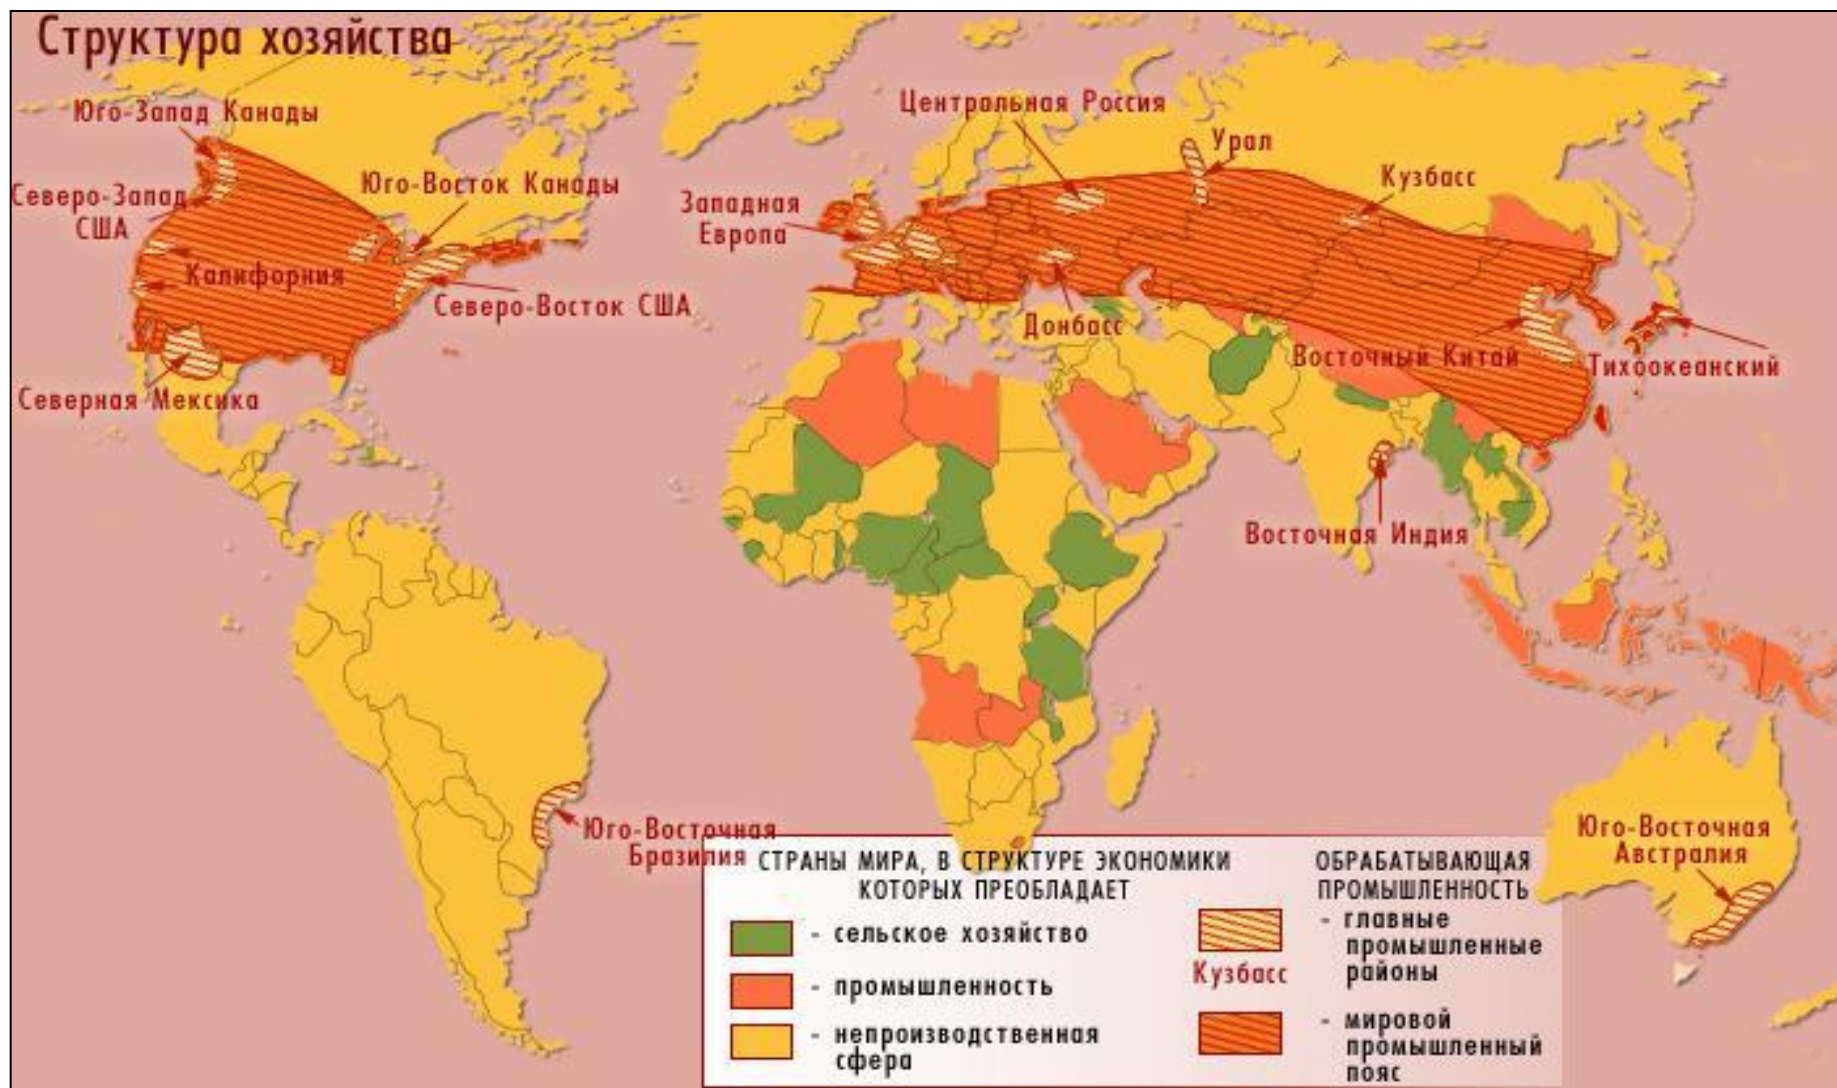 Структура хозяйства
Юго-Запад Канады
Северо-Запад
США
Юго-Восток Канады
Калифорния
Северо-Восток США
Северная Мексика
Центральная Россия
Урал
Кузбасс
Западная
Европа
Донбасс
Восточный Китай
Тихоокеанский
Восточная Индия
Юго-Восточная
Бразилия
Юго-Восточная
Австралия
СТРАНЫ МИРА, В СТРУКТУРЕ ЭКОНОМИКИ
КОТОРЫХ ПРЕОБЛАДАЕТ
- сельское хозяйство
- промышленность
- непроизводственная
сфера
ОБРАБАТЫВАЮЩАЯ
ПРОМЫШЛЕННОСТЬ
- главные
промышленные
районы
Кузбасс
- мировой
промышленный
пояс